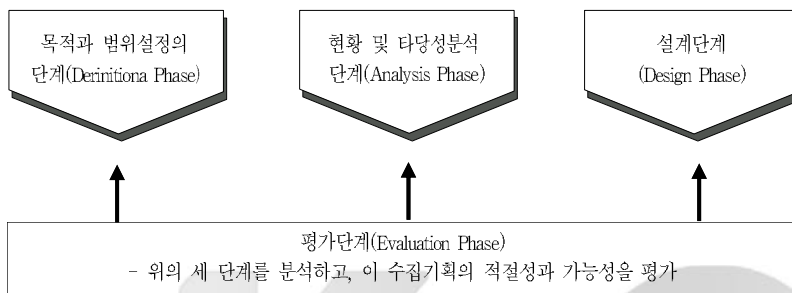 목적과 범위설정의
단계(Derinitiona Phase)
현황 및 타당성분석
단계(Analysis Phase)
설계단계
(Design Phase)
평가단계(Evaluation Phase)
- 위의 세 단계를 분석하고, 이 수집기획의 적절성과 가능성을 평가